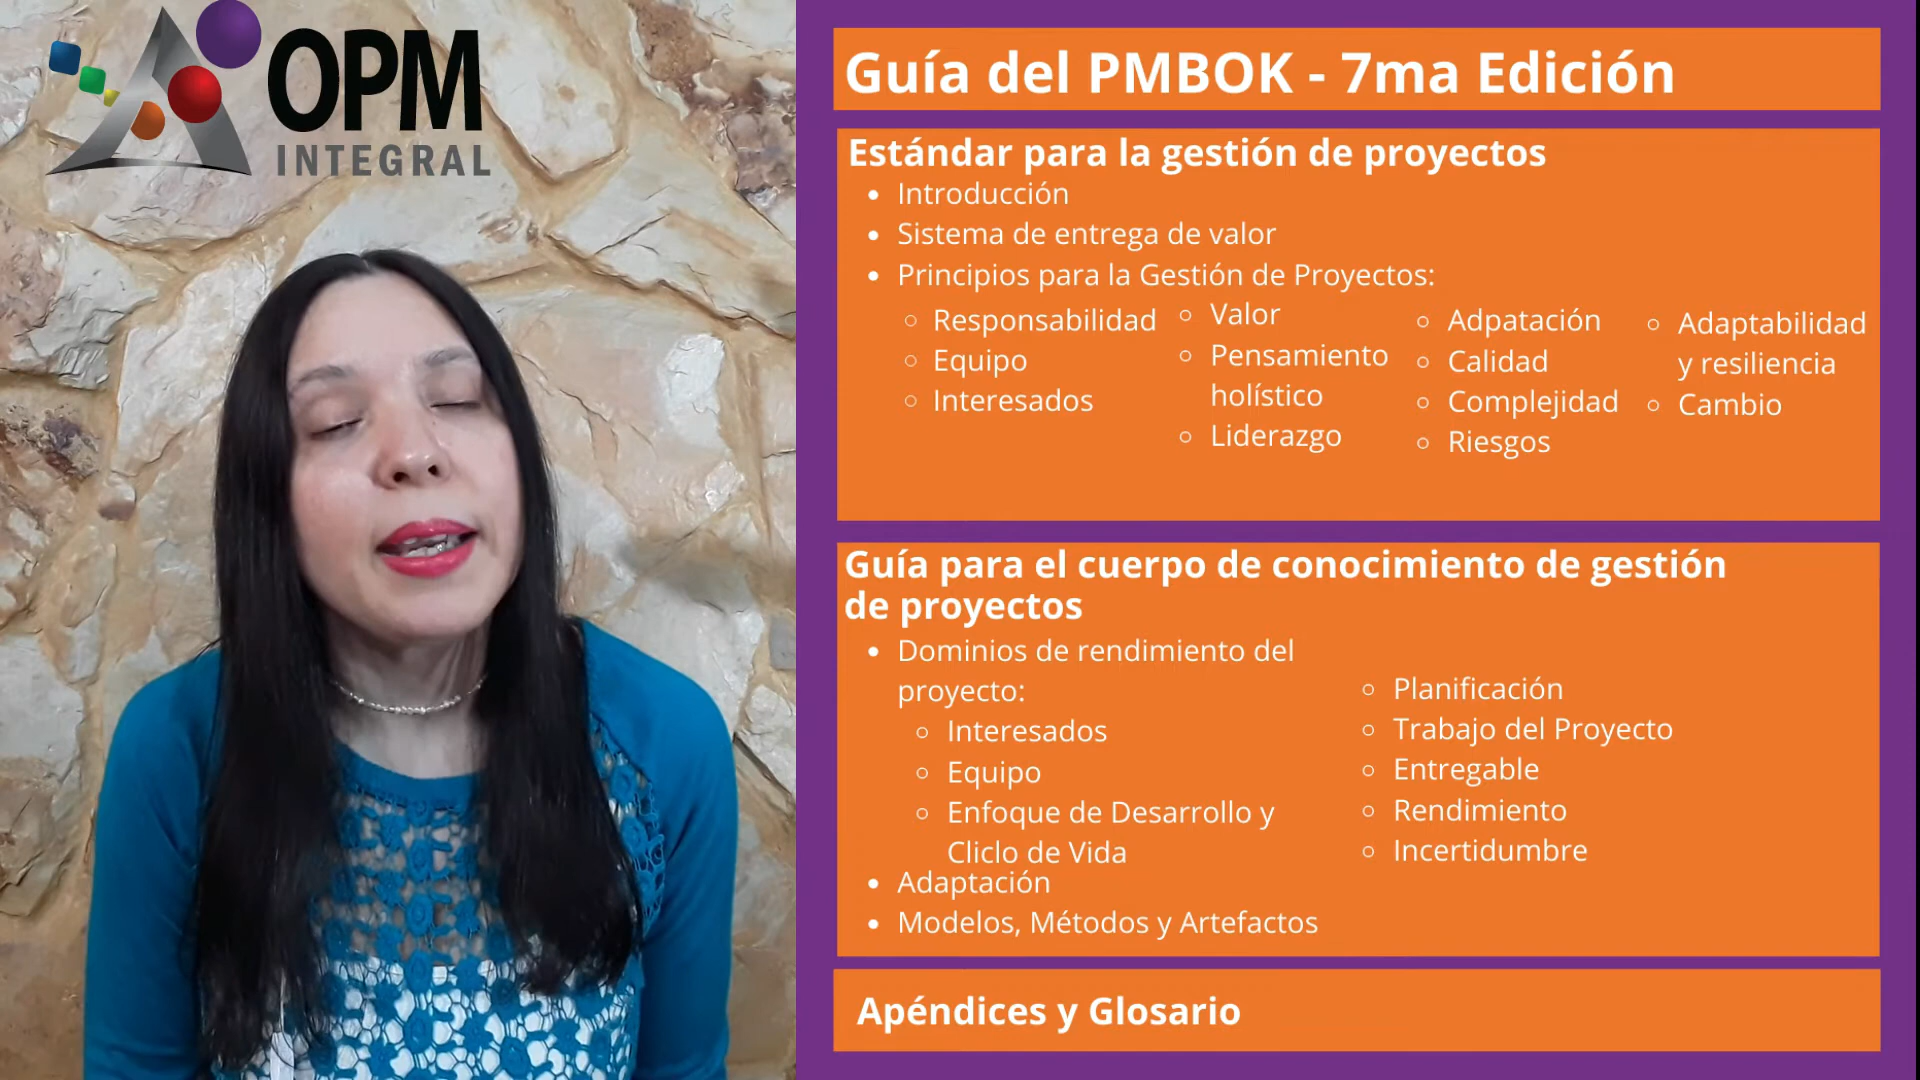 OPM
INTEGRAL
Guía del PMBOK - 7ma Edición
Estándar para la gestión de proyectos
Introducción
Sistema de entrega de valor
Principios para la Gestión de Proyectos:
Responsabilidad
Equipo
Interesados
Valor
Pensamiento
holístico
Liderazgo
Adpatación
Calidad
Complejidad
Riesgos
Adaptabilidad
y resiliencia
Cambio
Guía para el cuerpo de conocimiento de gestión
de proyectos
Dominios de rendimiento del
proyecto:
Interesados
Equipo
Enfoque de Desarrollo y
Cliclo de Vida
Planificación
Trabajo del Proyecto
Entregable
Rendimiento
Incertidumbre
Adaptación
Modelos, Métodos y Artefactos
Apéndices y Glosario